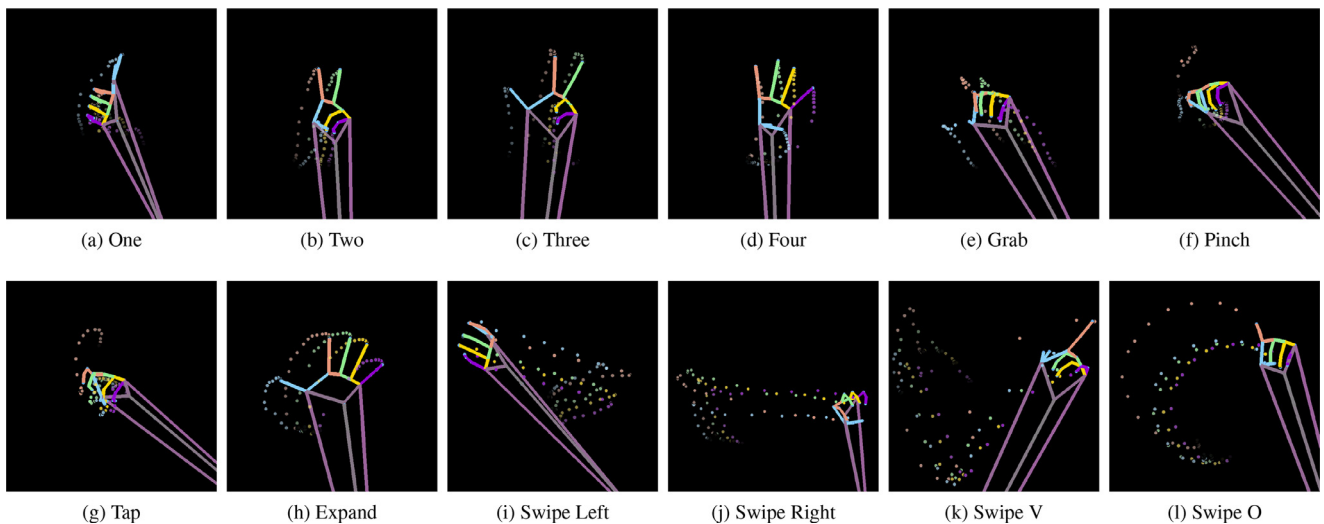 (a) One
(b) Two
(c) Three
(d) Four
(e) Grab
(f) Pinch
(g) Tap
(h) Expand
(i) Swipe Left
(j) Swipe Right
(k) Swipe V
(l) Swipe O